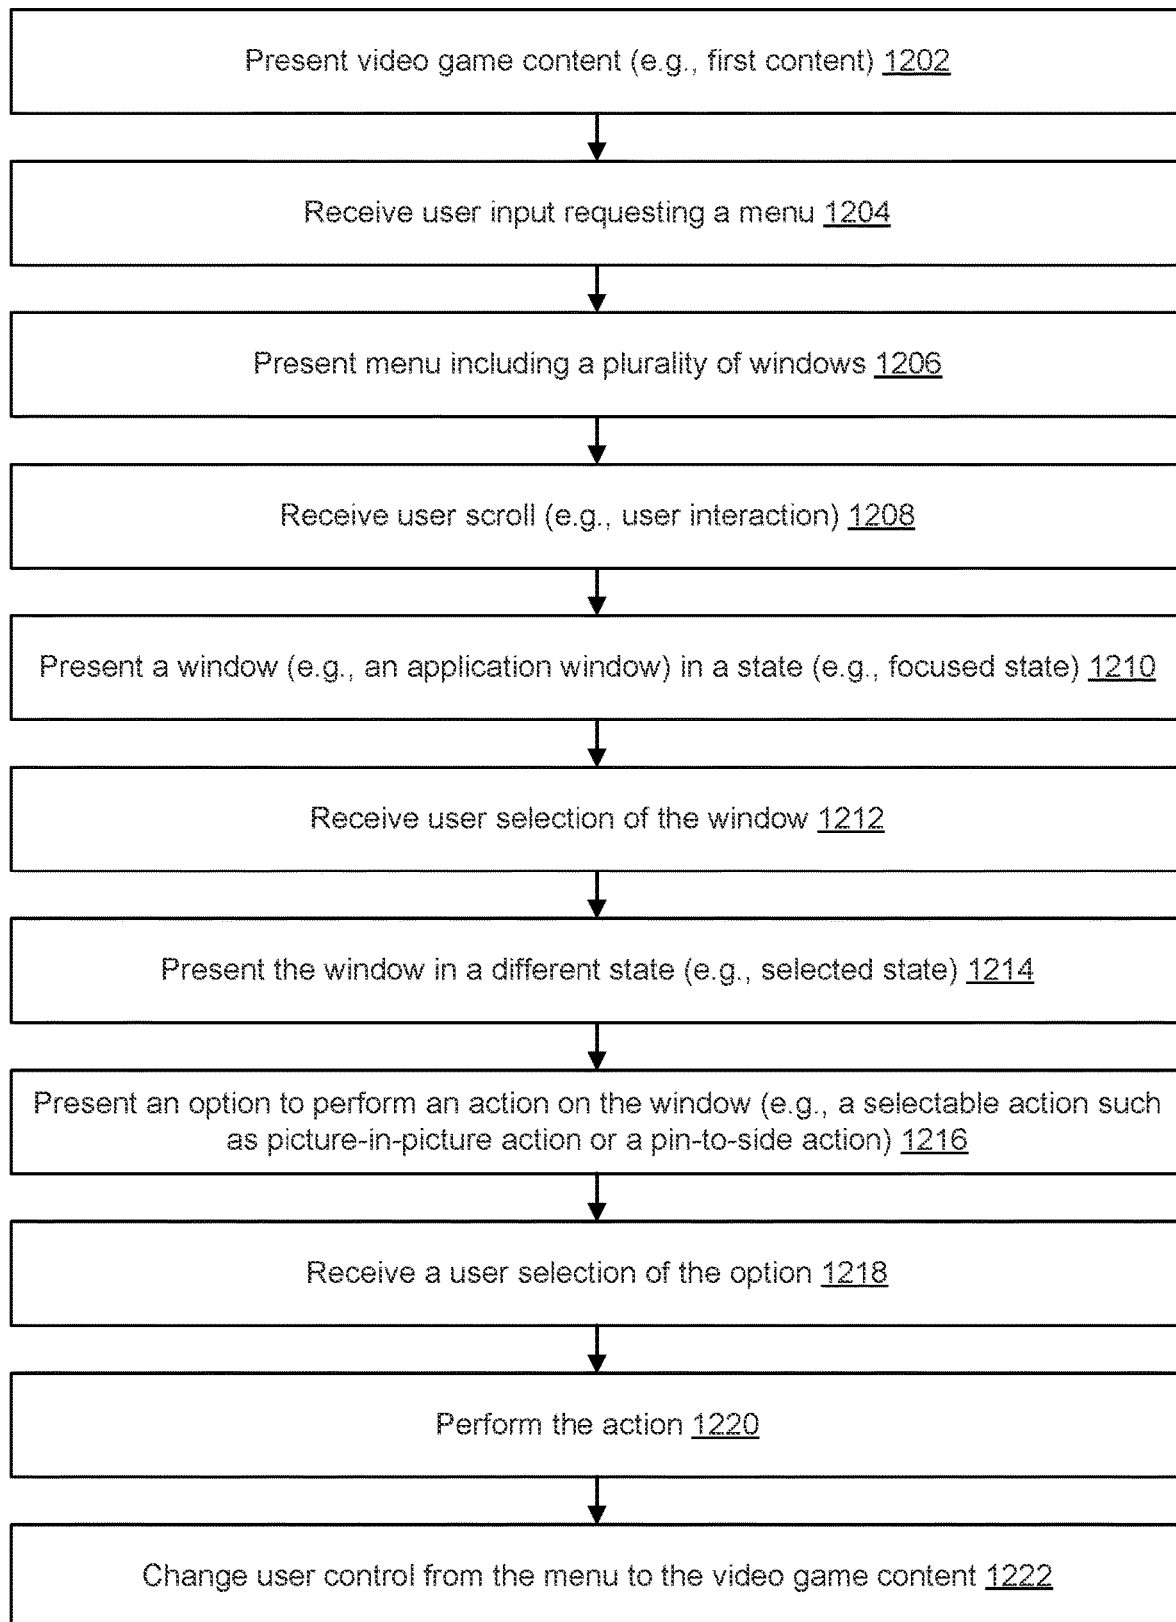 Present video game content (e.g., first content) 1202
Receive user input requesting a menu 1204
Present menu including a plurality of windows 1206
Receive user scroll (e.g., user interaction) 1208
Present a window (e.g., an application window) in a state (e.g., focused state) 1210
Receive user selection of the window 1212
Present the window in a different state (e.g., selected state) 1214
Present an option to perform an action on the window (e.g., a selectable action such
as picture-in-picture action or a pin-to-side action) 1216
Receive a user selection of the option 1218
Perform the action 1220
Change user control from the menu to the video game content 1222